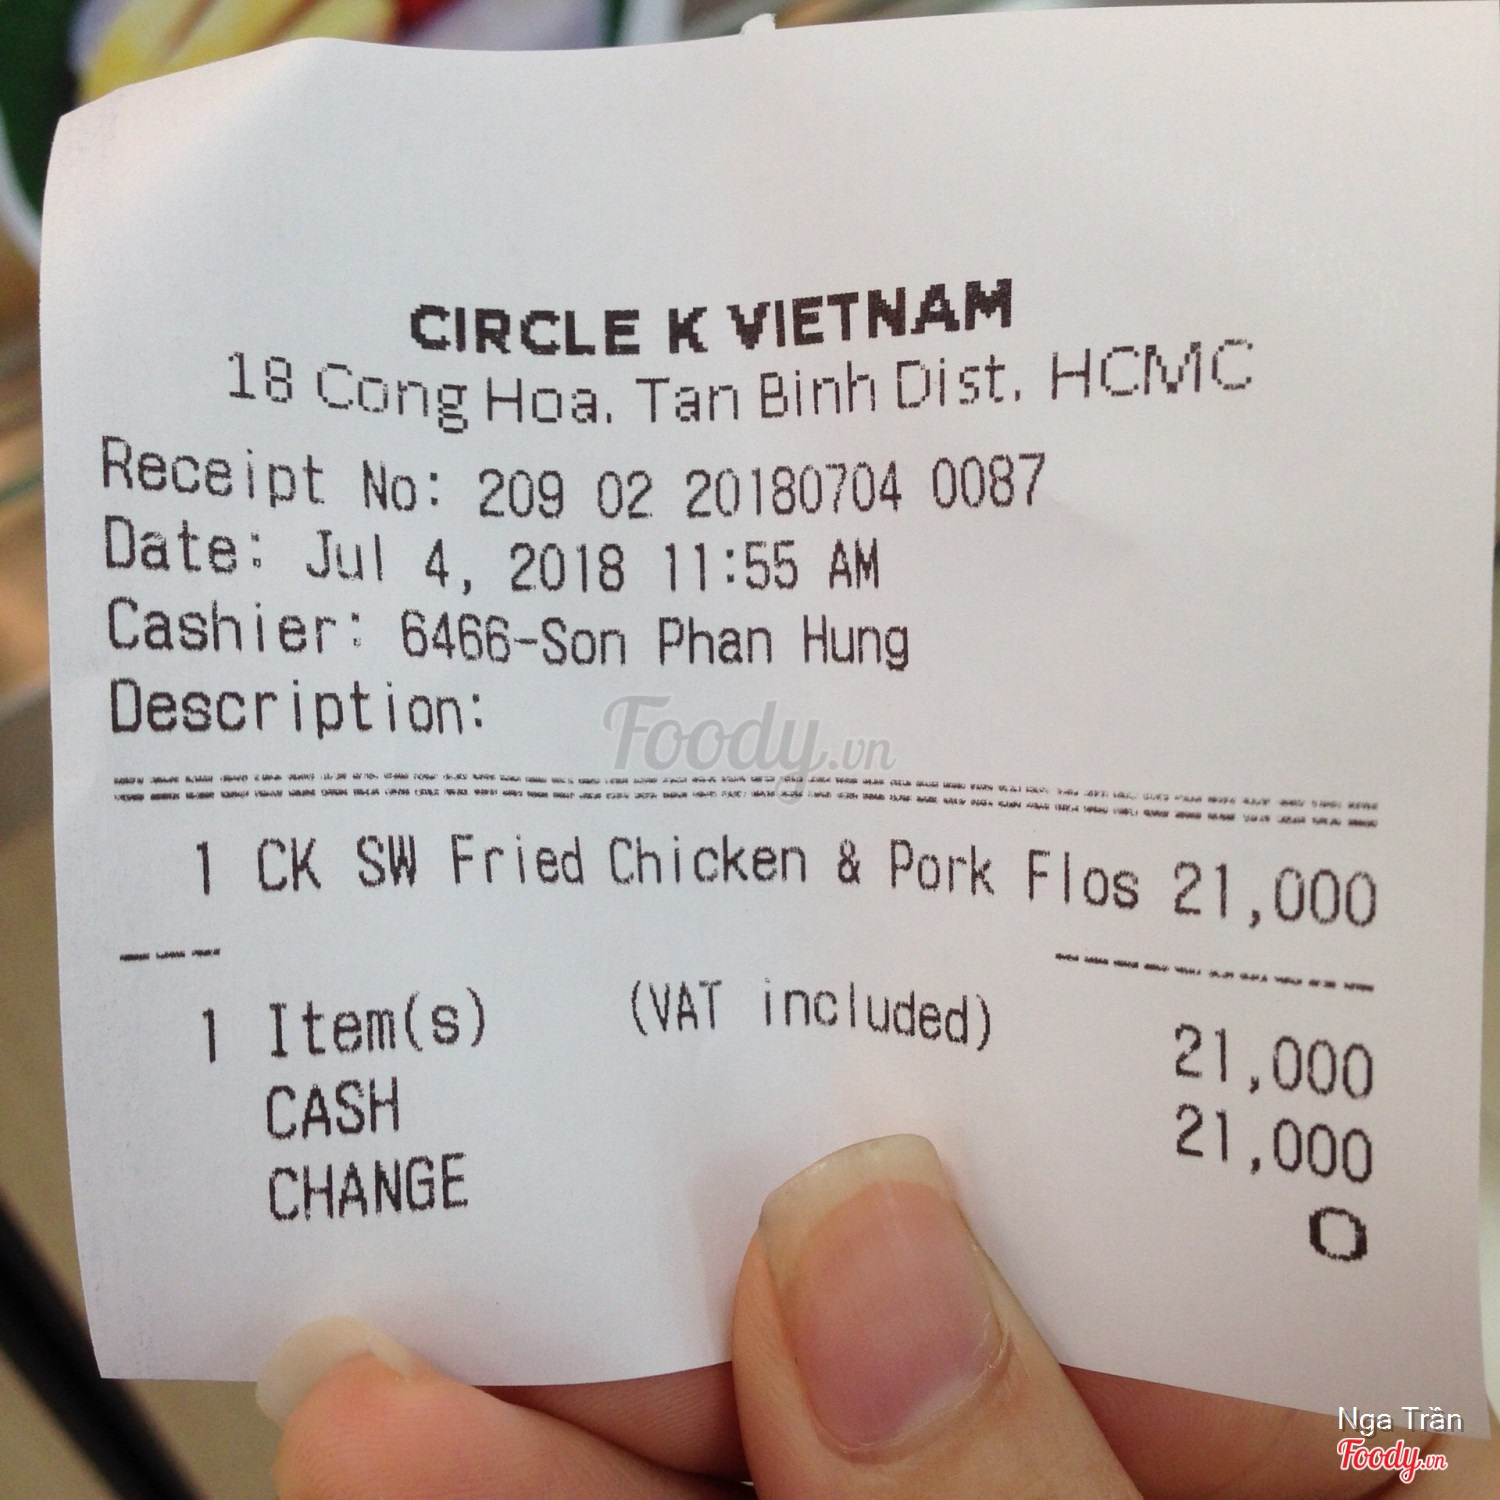 CIRCLE K VIETNAM
18 Cong Hoa. Tan Binh Dist. HCMC
Receipt No: 209 02 20180704 0087
Date: Jul 4, 2018 11:55 AM
Cashier: 6466-Son Phan Hung
Description:
Foody.vn
1 CK SW Fried Chicken & Pork Flos 21,000
1 Item(s) (VAT included) 21,000
CASH 21,000
CHANGE 0
Nga Trần
Foody.vn